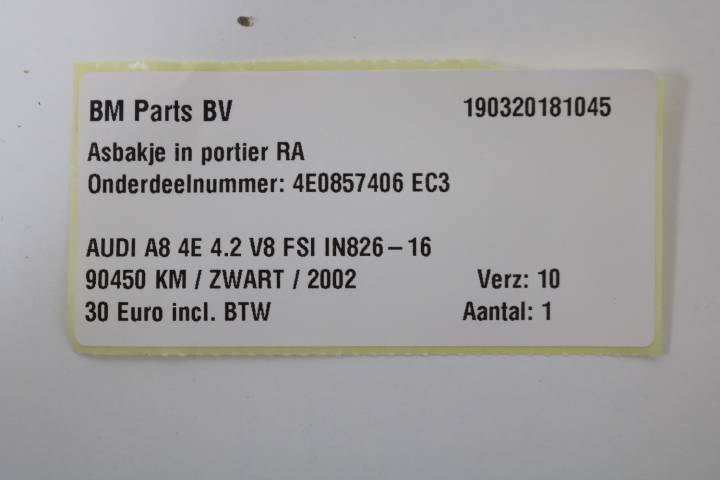 BM Parts BV 190320181045
Asbakje in portier RA
Onderdeelnummer: 4E0857406 EC3
AUDI A8 4E 4.2 V8 FSI IN826-16
90450 KM / ZWART / 2002 Verz: 10
30 Euro incl. BTW Aantal: 1